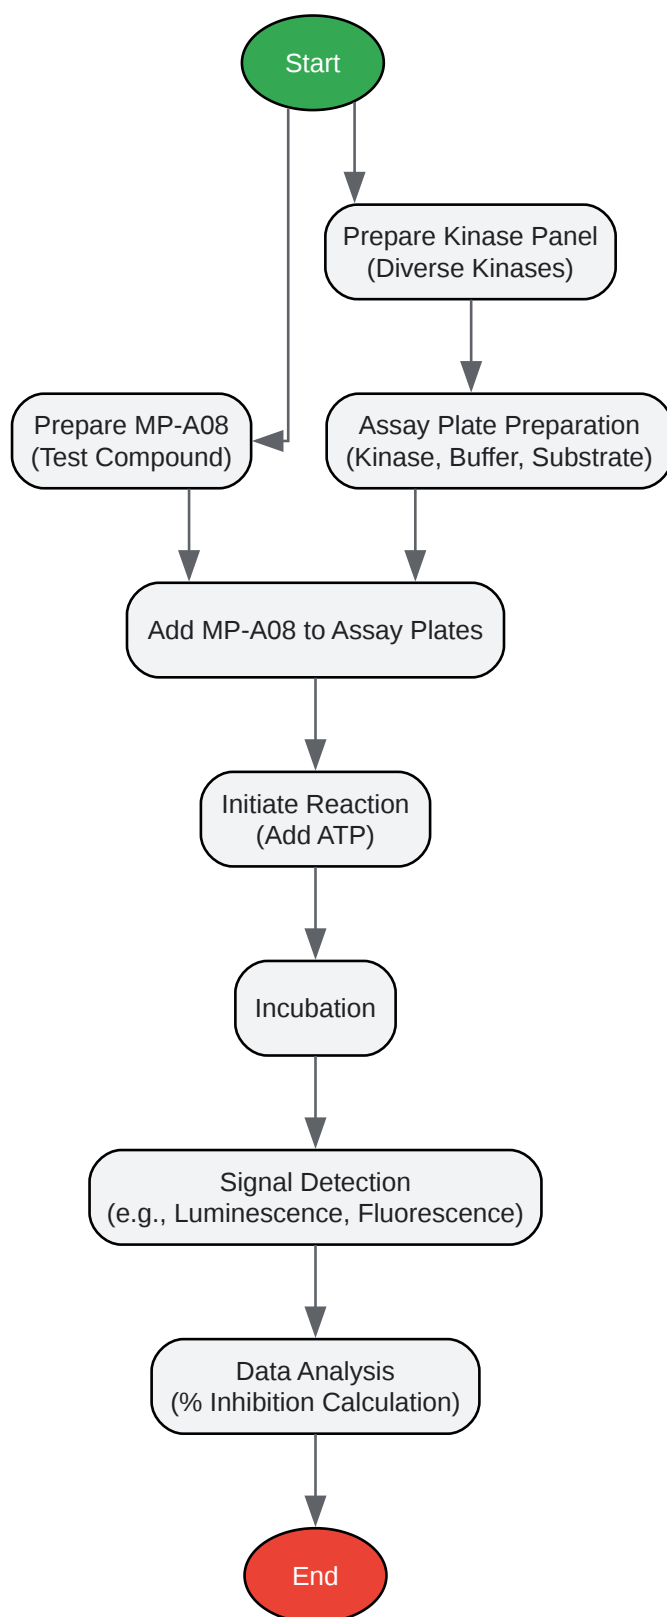 Start
Prepare Kinase Panel
(Diverse Kinases)
Prepare MP-A08
(Test Compound)
Assay Plate Preparation
(Kinase, Buffer, Substrate)
Add MP-A08 to Assay Plates
Initiate Reaction
(Add ATP)
Incubation
Signal Detection
(e.g., Luminescence, Fluorescence)
Data Analysis
(% Inhibition Calculation)
End